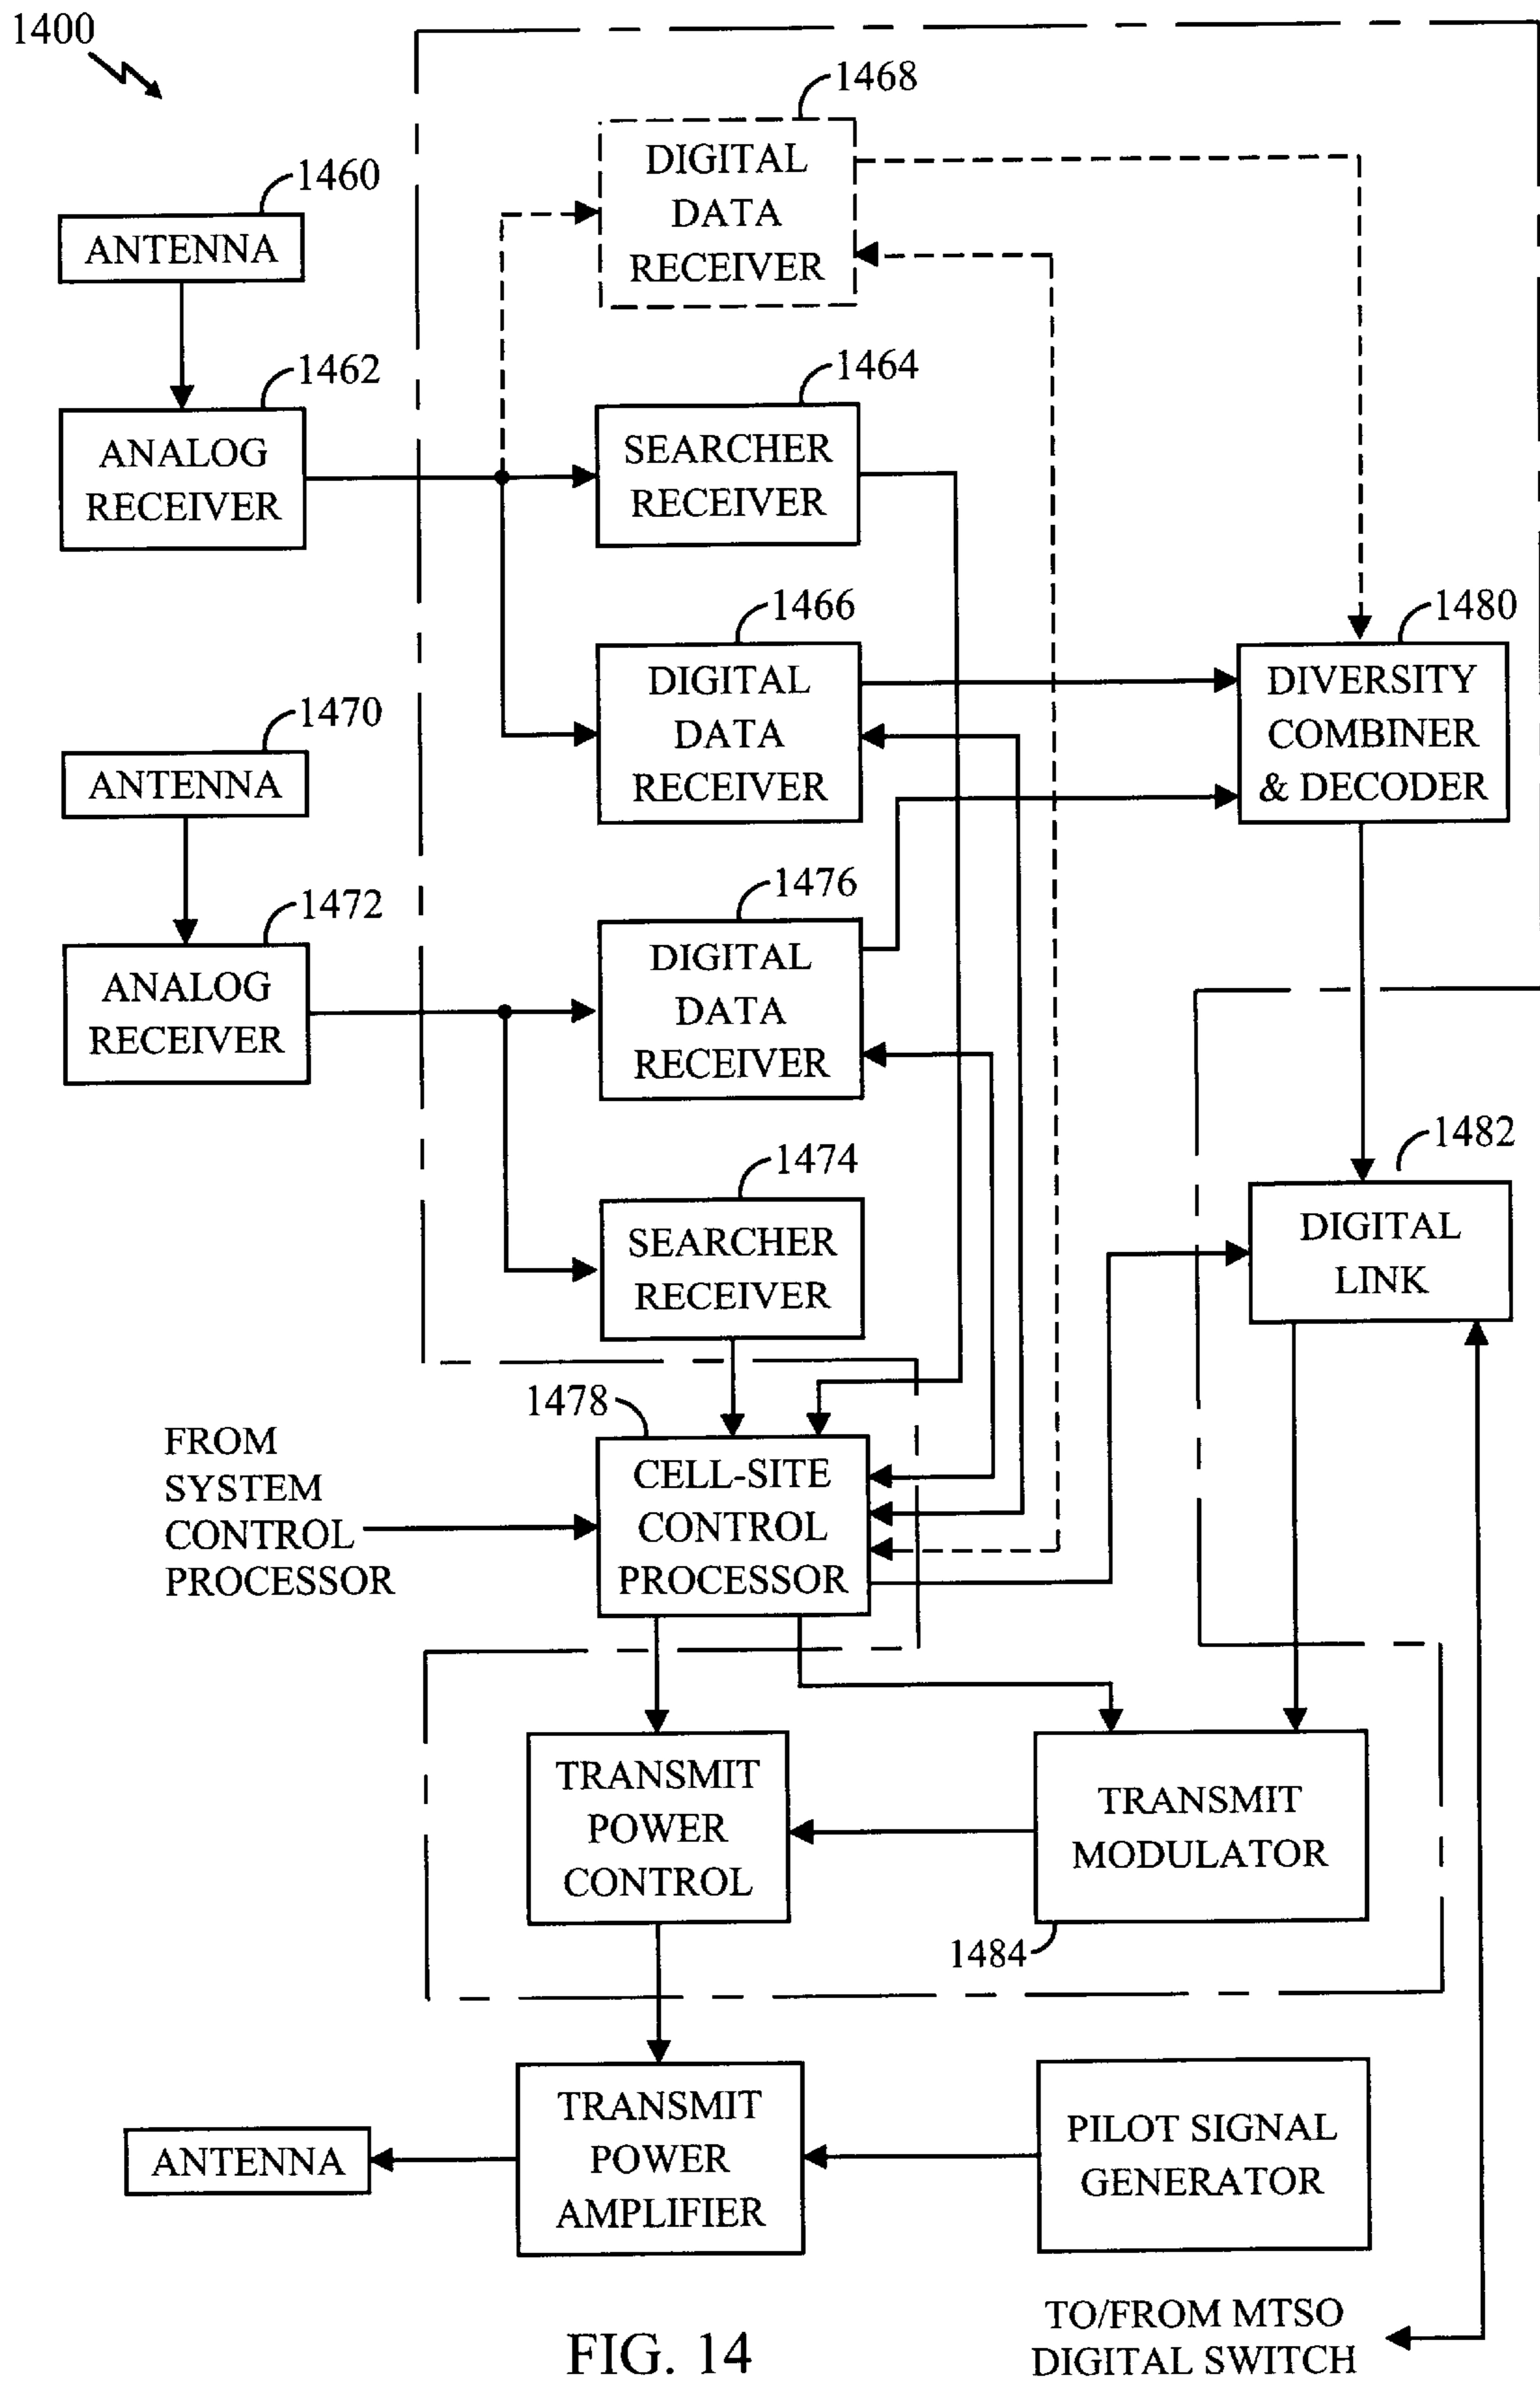 1400
1468
DIGITAL
DATA
RECEIVER
1460
ANTENNA
1462
ANALOG
RECEIVER
1464
SEARCHER
RECEIVER
1466
DIGITAL
DATA
RECEIVER
1480
DIVERSITY
COMBINER
& DECODER
1470
ANTENNA
1472
ANALOG
RECEIVER
1476
DIGITAL
DATA
RECEIVER
1474
SEARCHER
RECEIVER
1482
DIGITAL
LINK
1478
CELL-SITE
CONTROL
PROCESSOR
FROM
SYSTEM
CONTROL
PROCESSOR
TRANSMIT
POWER
CONTROL
TRANSMIT
MODULATOR
1484
TRANSMIT
POWER
AMPLIFIER
PILOT SIGNAL
GENERATOR
ANTENNA
TO/FROM MTSO
DIGITAL SWITCH
FIG. 14